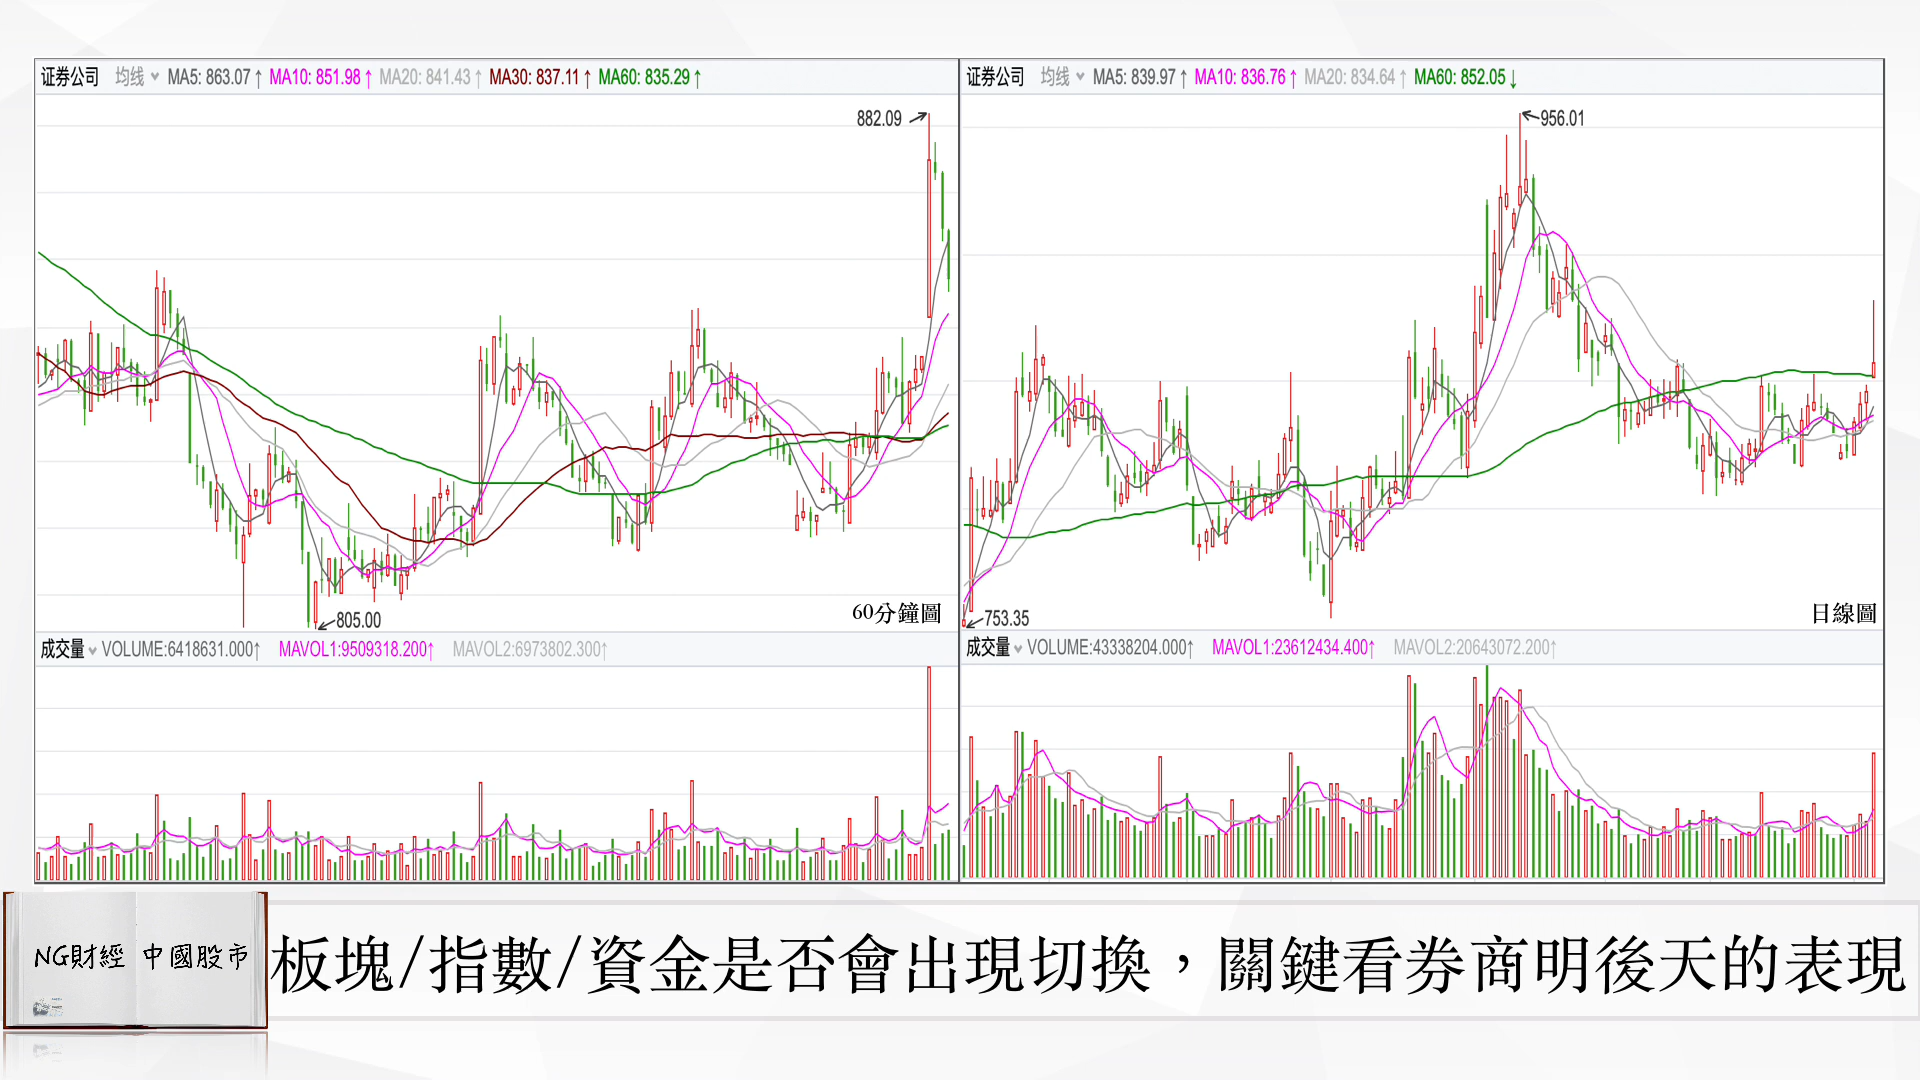 证券公司 均线 MA5: 863.07↑ MA10: 851.98↑ MA20: 841.43↑ MA30: 837.11↑ MA60: 835.29↑
882.09
805.00
60分鐘圖
成交量 VOLUME:6418631.000↑ MAVOL1:9509318.200↑ MAVOL2:6973802.300↑
证券公司 均线 MA5: 839.97↑ MA10: 836.76↑ MA20: 834.64↑ MA60: 852.05↓
956.01
753.35
日線圖
成交量 VOLUME:43338204.000↑ MAVOL1:23612434.400↑ MAVOL2:20643072.200↑
NG財經 中國股市
板塊/指數/資金是否會出現切換，關鍵看券商明後天的表現